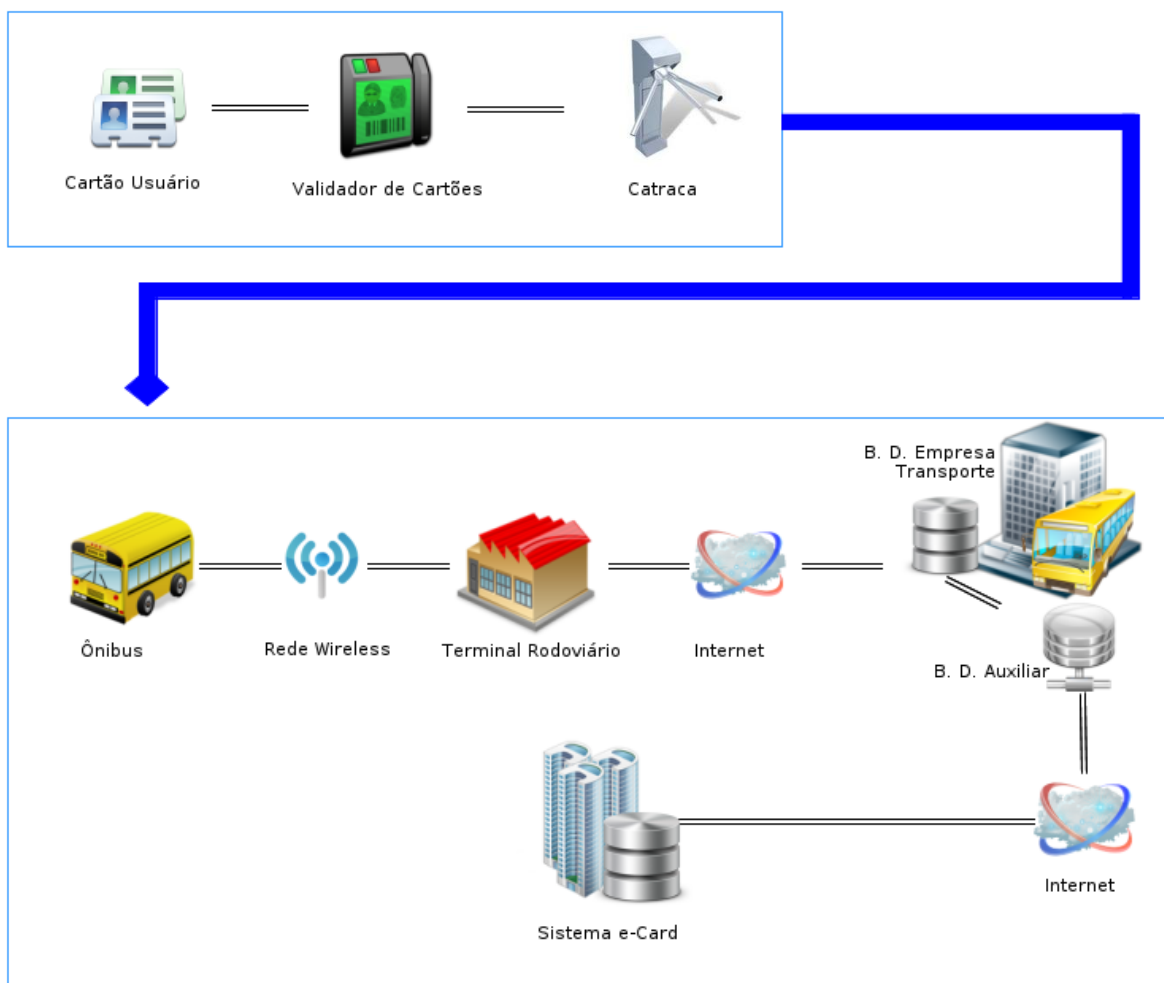 Cartão Usuário
Validador de Cartões
Catraca
B. D. Empresa
Transporte
Ônibus
Rede Wireless
Terminal Rodoviário
Internet
B. D. Auxiliar
Internet
Sistema e-Card